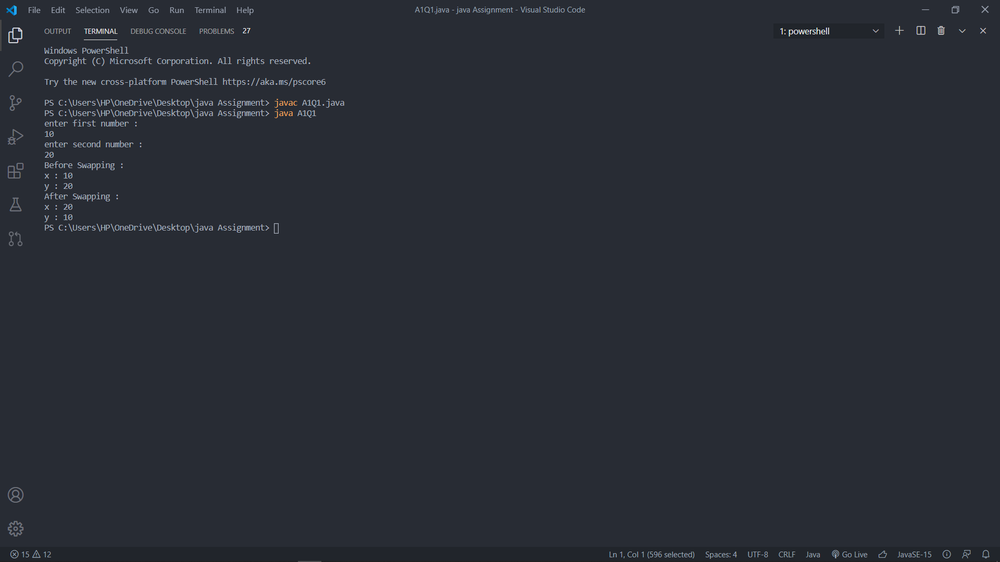 File Edit Selection View Go Run Terminal Help
A1Q1.java - java Assignment - Visual Studio Code
OUTPUT TERMINAL DEBUG CONSOLE PROBLEMS 27
1: powershell
Windows PowerShell
Copyright (C) Microsoft Corporation. All rights reserved.
Try the new cross-platform PowerShell https://aka.ms/pscore6
PS C:\Users\HP\OneDrive\Desktop\java Assignment> javac A1Q1.java
PS C:\Users\HP\OneDrive\Desktop\java Assignment> java A1Q1
enter first number :
10
enter second number :
20
Before Swapping :
x : 10
y : 20
After Swapping :
x : 20
y : 10
PS C:\Users\HP\OneDrive\Desktop\java Assignment>
15 12
Ln 1, Col 1 (596 selected) Spaces: 4 UTF-8 CRLF Java Go Live JavaSE-15